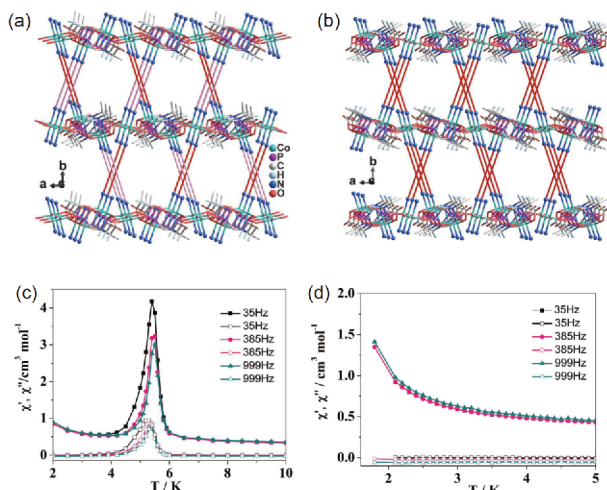 (a)
b
a
Co
P
C
H
N
O
(b)
b
a
(c)
χ', χ''/cm³ mol⁻¹
4
3
2
1
0
35Hz
35Hz
385Hz
385Hz
999Hz
999Hz
2 4 6 8 10
T / K
(d)
χ', χ'' / cm³ mol⁻¹
2.0
1.5
1.0
0.5
0.0
35Hz
35Hz
385Hz
385Hz
999Hz
999Hz
1 2 3 4 5
T / K